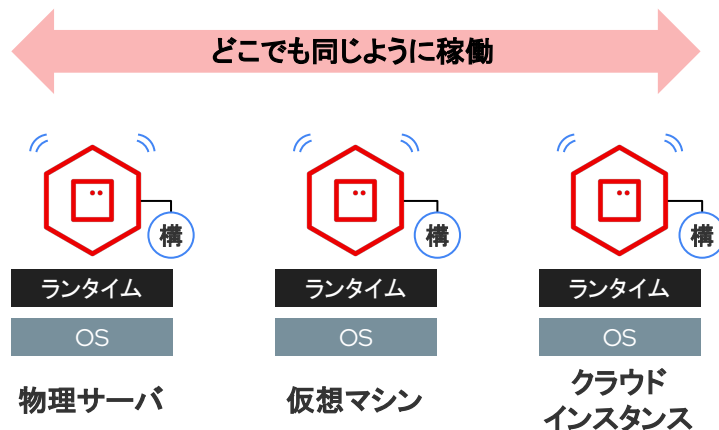 どこでも同じように稼働
構
構
構
ランタイム
ランタイム
ランタイム
OS
OS
OS
物理サーバ
仮想マシン
クラウド
インスタンス